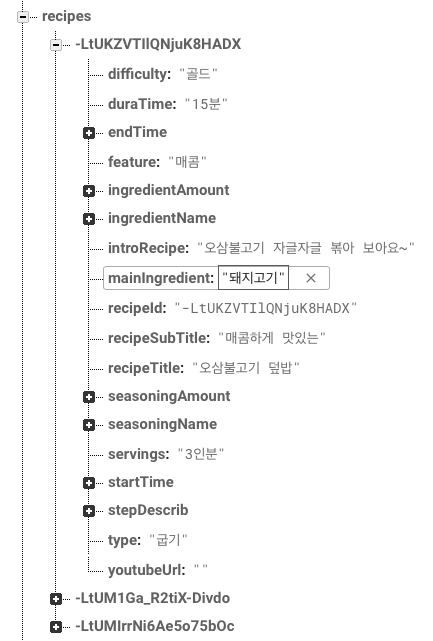 recipes
-LtUKZVTIlQNjuK8HADX
difficulty: "골드"
duraTime: "15분"
endTime
feature: "매콤"
ingredientAmount
ingredientName
introRecipe: "오삼불고기 자글자글 볶아 보아요~"
mainIngredient: "돼지고기" ×
recipeId: "-LtUKZVTIlQNjuK8HADX"
recipeSubTitle: "매콤하게 맛있는"
recipeTitle: "오삼불고기 덮밥"
seasoningAmount
seasoningName
servings: "3인분"
startTime
stepDescrib
type: "굽기"
youtubeUrl: ""
-LtUM1Ga_R2tiX-Divdo
-LtUMIrrNi6Ae5o75bOc